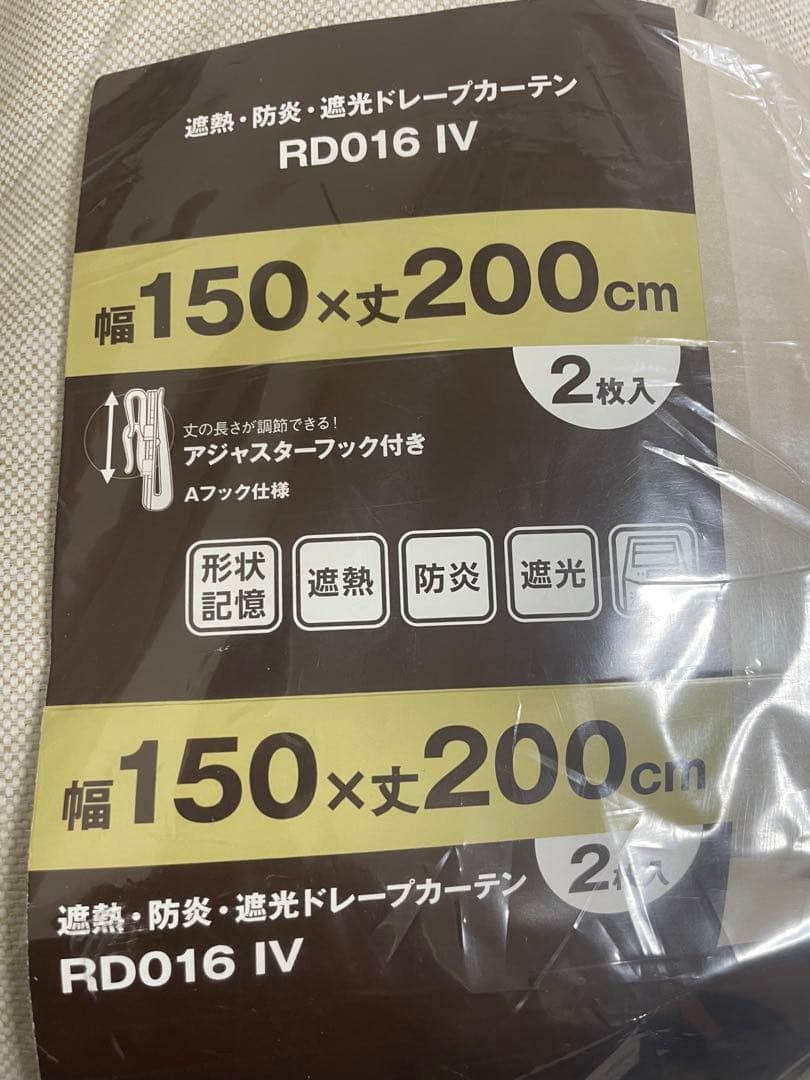 遮熱・防炎・遮光ドレープカーテン
RD016 IV
幅150×丈200cm
2枚入
丈の長さが調節できる!
アジャスターフック付き
Aフック仕様
形状
記憶
遮熱
防炎
遮光
幅150×丈200cm
2枚入
遮熱・防炎・遮光ドレープカーテン
RD016 IV